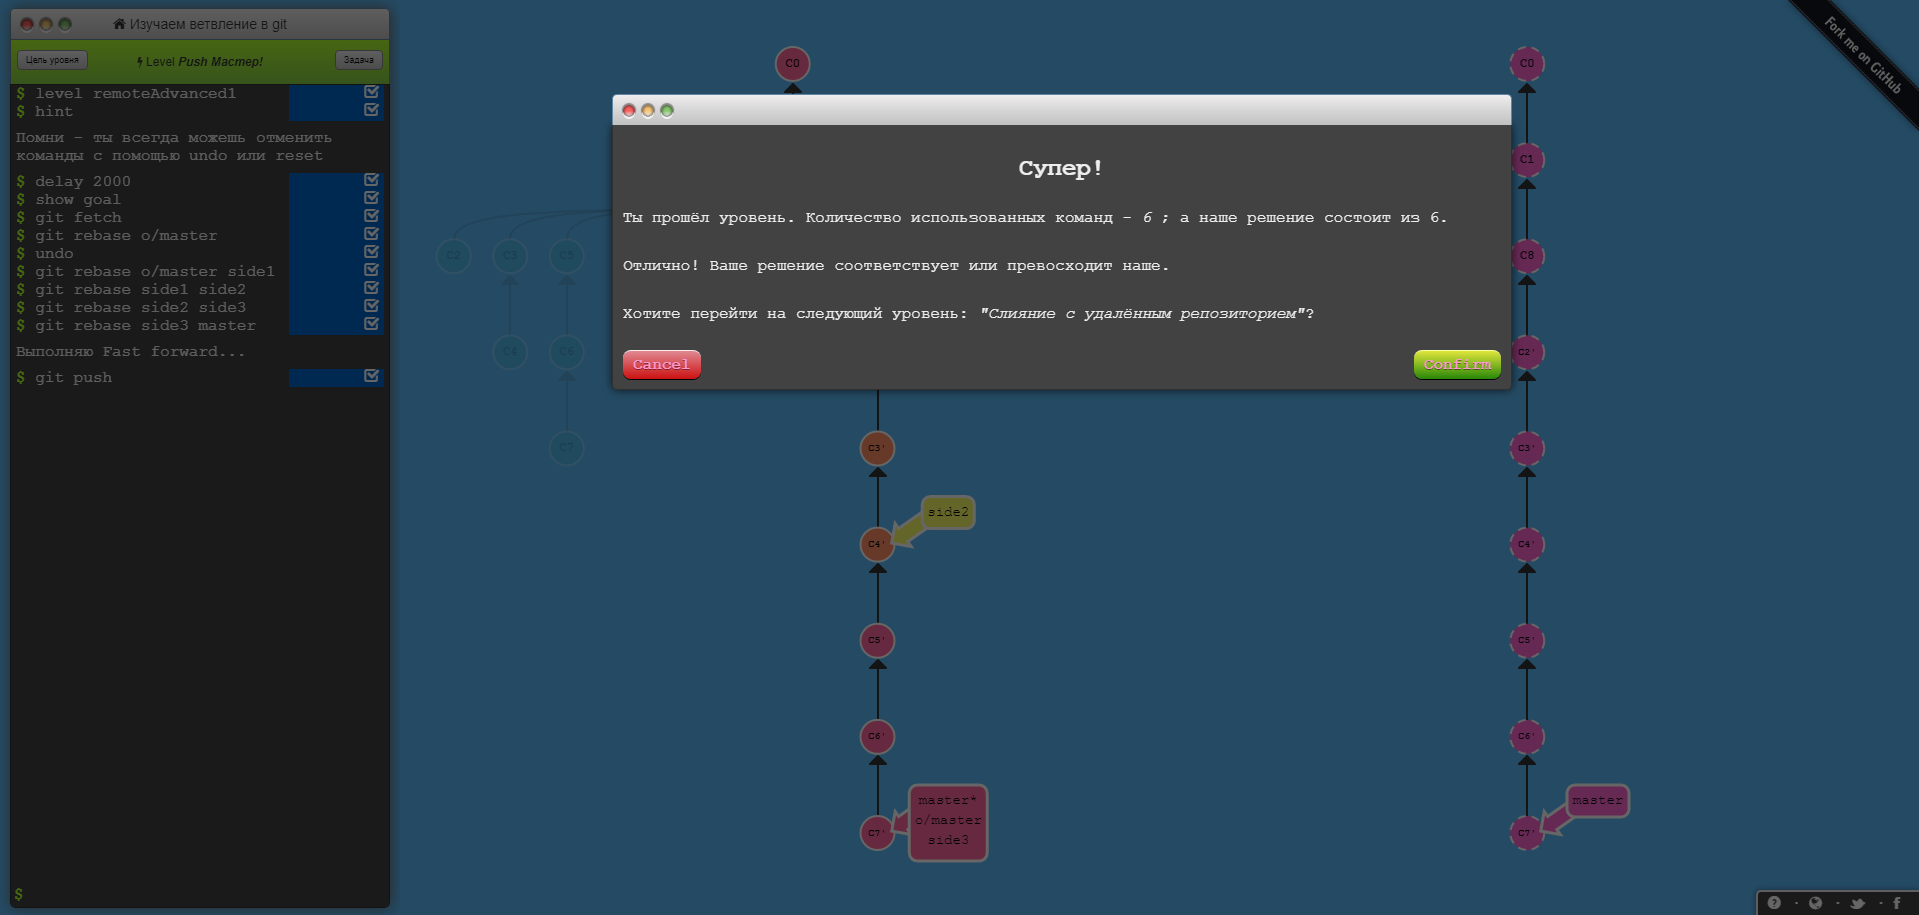 Изучаем ветвление в git
Цель уровня
Level Push Мастер!
Задача
$ level remoteAdvanced1
$ hint
Помни - ты всегда можешь отменить
команды с помощью undo или reset
$ delay 2000
$ show goal
$ git fetch
$ git rebase o/master
$ undo
$ git rebase o/master side1
$ git rebase side1 side2
$ git rebase side2 side3
$ git rebase side3 master
Выполняю Fast forward...
$ git push
$
C0
C2
C3
C5
C4
C6
C7
Супер!
Ты прошёл уровень. Количество использованных команд - 6 ; а наше решение состоит из 6.
Отлично! Ваше решение соответствует или превосходит наше.
Хотите перейти на следующий уровень: "Слияние с удалённым репозиторием"?
Cancel
Confirm
C3'
side2
C4'
C5'
C6'
master*
o/master
side3
C7'
C0
C1
C8
C2'
C3'
C4'
C5'
C6'
master
C7'
Fork me on GitHub